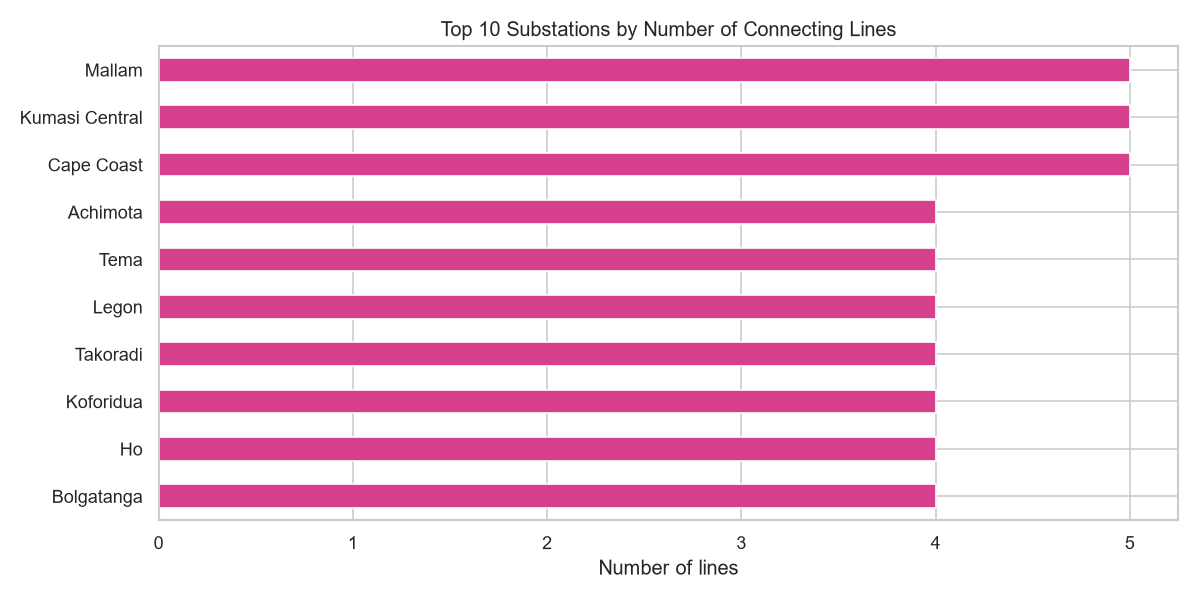 Top 10 Substations by Number of Connecting Lines
Mallam
Kumasi Central
Cape Coast
Achimota
Tema
Legon
Takoradi
Koforidua
Ho
Bolgatanga
0 1 2 3 4 5
Number of lines